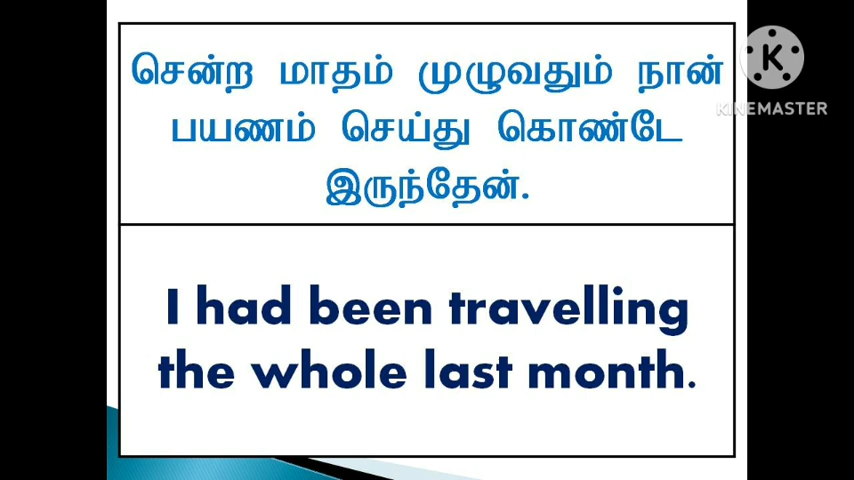 சென்ற மாதம் முழுவதும் நான்
பயணம் செய்து கொண்டே
இருந்தேன்.
I had been travelling
the whole last month.
K
KINEMASTER